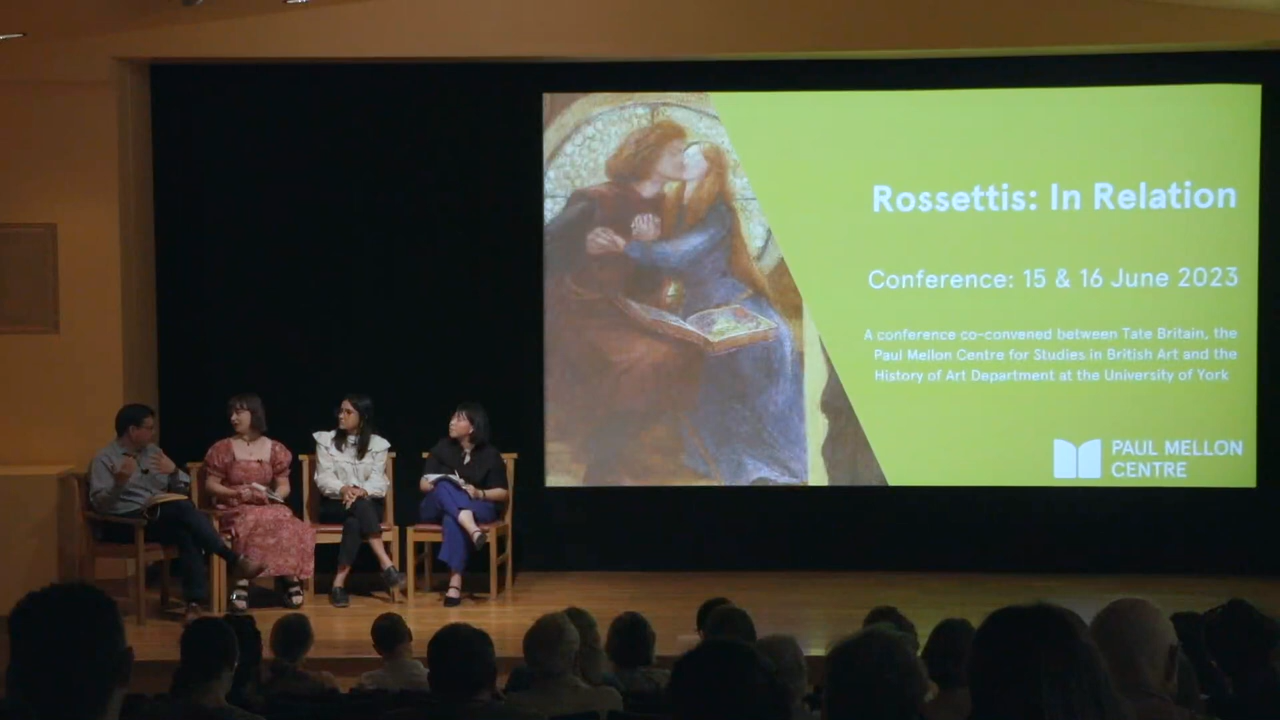 Rossettis: In Relation
Conference: 15 & 16 June 2023
A conference co-convened between Tate Britain, the
Paul Mellon Centre for Studies in British Art and the
History of Art Department at the University of York
PAUL MELLON
CENTRE